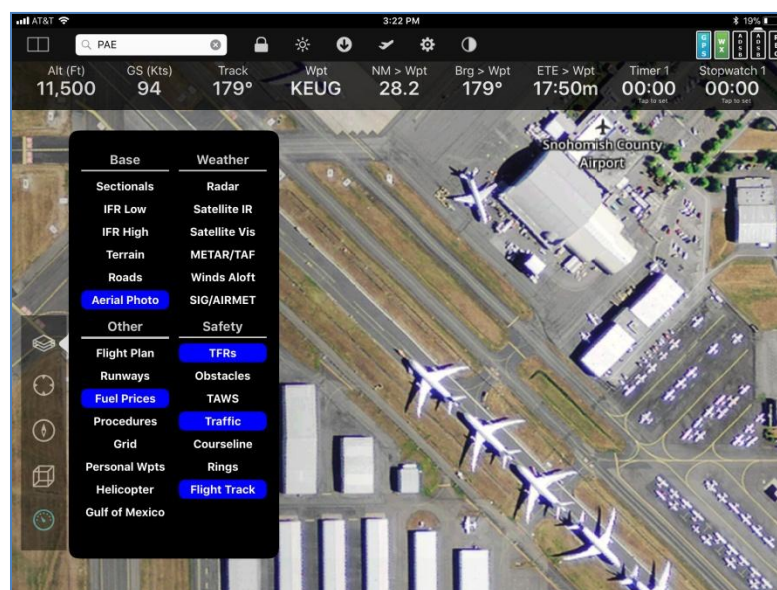 AT&T 3:22 PM 19%
PAE
GPS WX ADSB ADSB
Alt (Ft) GS (Kts) Track Wpt NM > Wpt Brg > Wpt ETE > Wpt Timer 1 Stopwatch 1
11,500 94 179° KEUG 28.2 179° 17:50m 00:00 00:00
Tap to set Tap to set
Snohomish County
Airport
Base Weather
Sectionals Radar
IFR Low Satellite IR
IFR High Satellite Vis
Terrain METAR/TAF
Roads Winds Aloft
Aerial Photo SIG/AIRMET
Other Safety
Flight Plan TFRs
Runways Obstacles
Fuel Prices TAWS
Procedures Traffic
Grid Courseline
Personal Wpts Rings
Helicopter Flight Track
Gulf of Mexico